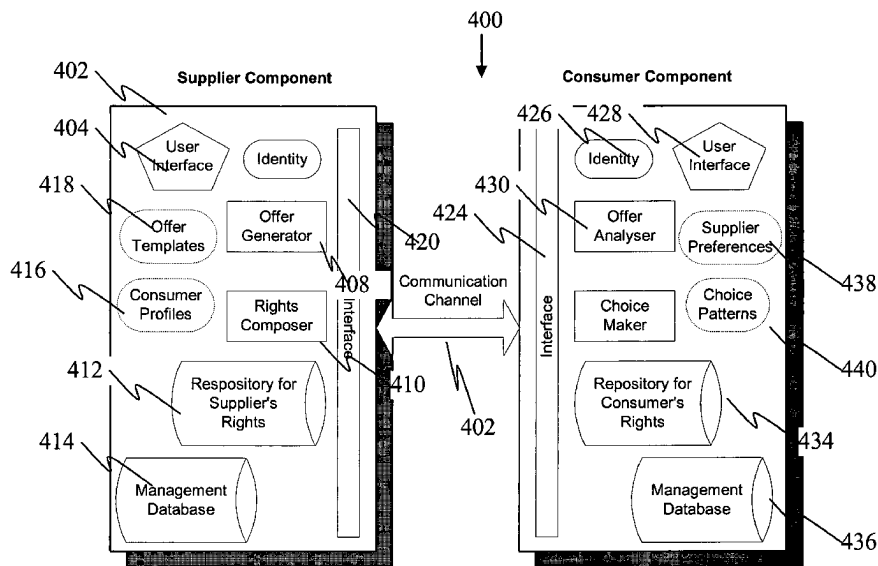 400
Supplier Component
Consumer Component
402
404
418
416
412
414
User
Interface
Identity
Offer
Templates
Offer
Generator
Consumer
Profiles
Rights
Composer
Respository for
Supplier's
Rights
Management
Database
Interface
420
408
410
Communication
Channel
402
426
428
430
424
Interface
Identity
User
Interface
Offer
Analyser
Supplier
Preferences
Choice
Maker
Choice
Patterns
Repository for
Consumer's
Rights
Management
Database
438
440
434
436